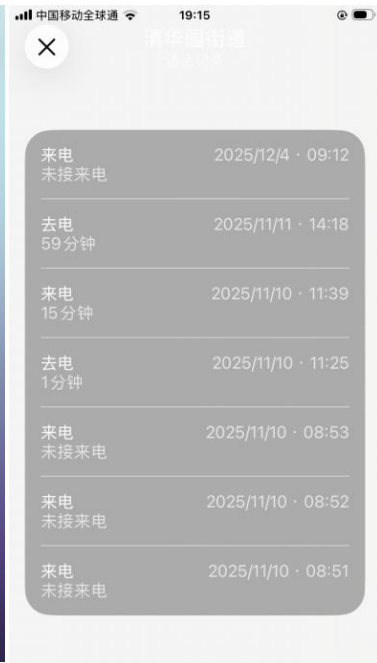 中国移动全球通 19:15
清华园街道
来电 2025/12/4 · 09:12
未接来电
去电 2025/11/11 · 14:18
59分钟
来电 2025/11/10 · 11:39
15分钟
去电 2025/11/10 · 11:25
1分钟
来电 2025/11/10 · 08:53
未接来电
来电 2025/11/10 · 08:52
未接来电
来电 2025/11/10 · 08:51
未接来电